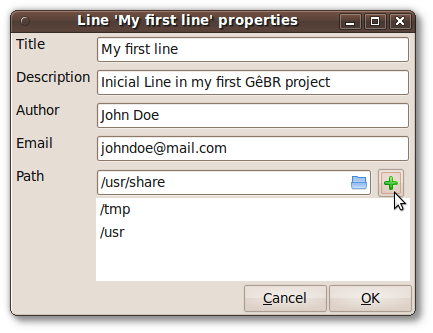 Line 'My first line' properties
Title
My first line
Description
Inicial Line in my first GêBR project
Author
John Doe
Email
johndoe@mail.com
Path
/usr/share
/tmp
/usr
Cancel
OK